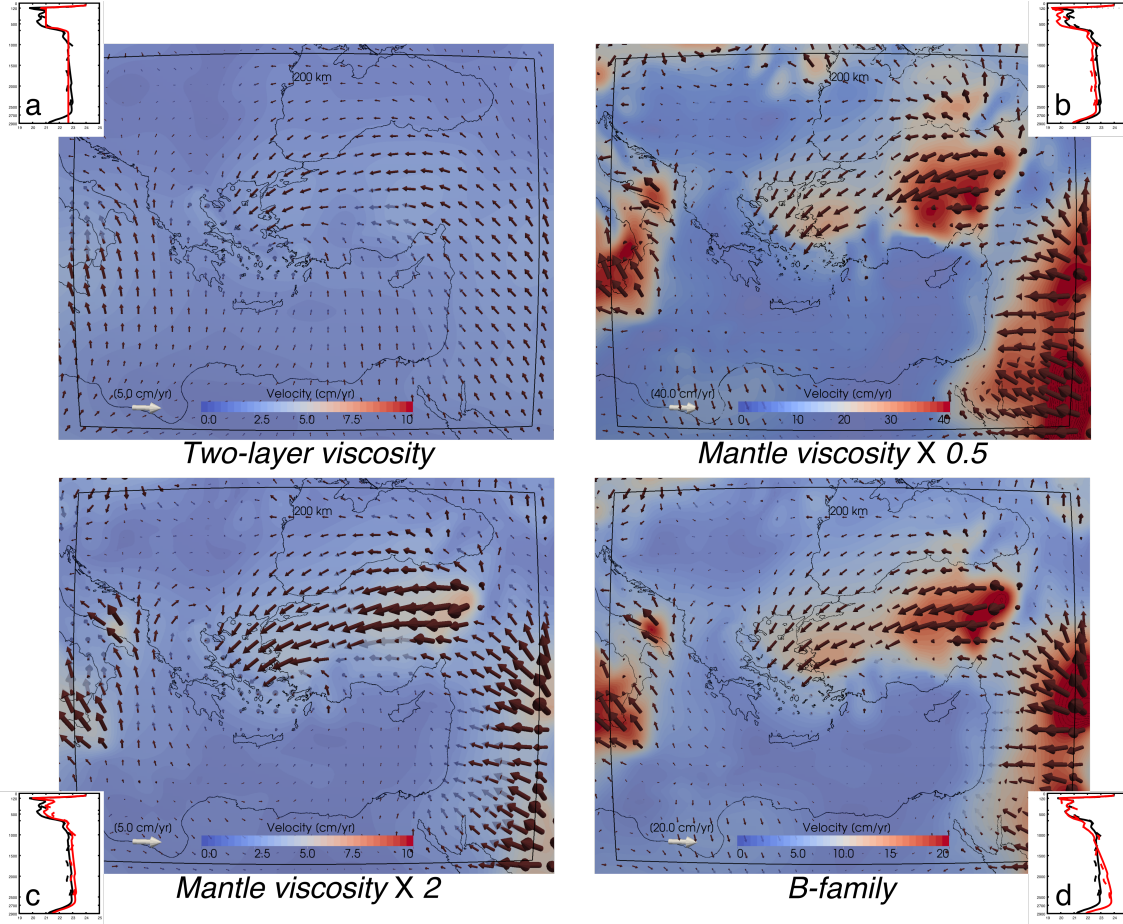 a
b
200 km
200 km
(5.0 cm/yr)
Velocity (cm/yr)
0.0 2.5 5.0 7.5 10
(40.0 cm/yr)
Velocity (cm/yr)
0 10 20 30 40
Two-layer viscosity
Mantle viscosity X 0.5
200 km
200 km
(5.0 cm/yr)
Velocity (cm/yr)
0.0 2.5 5.0 7.5 10
(20.0 cm/yr)
Velocity (cm/yr)
0 5.0 10.0 15 20
c
d
Mantle viscosity X 2
B-family